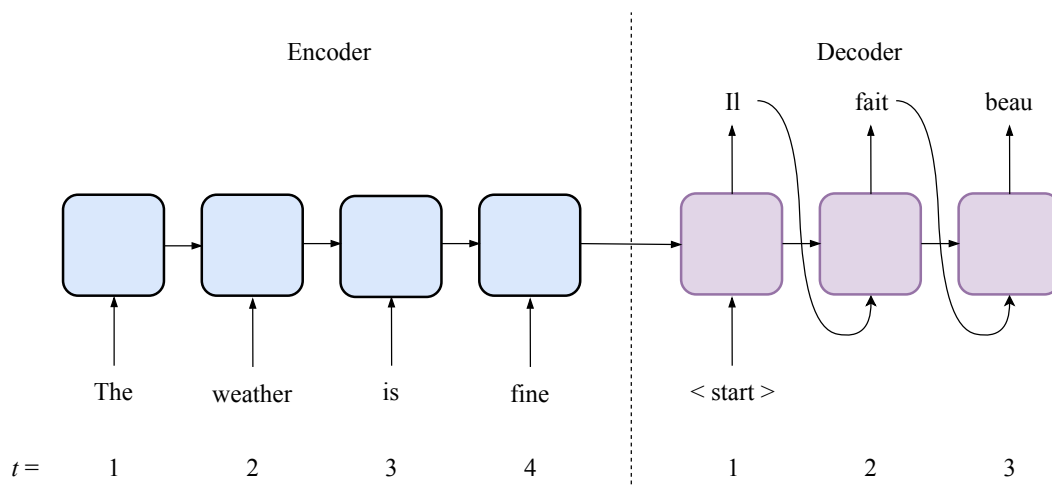 Encoder Decoder
Il fait beau
The weather is fine < start >
t = 1 2 3 4 1 2 3